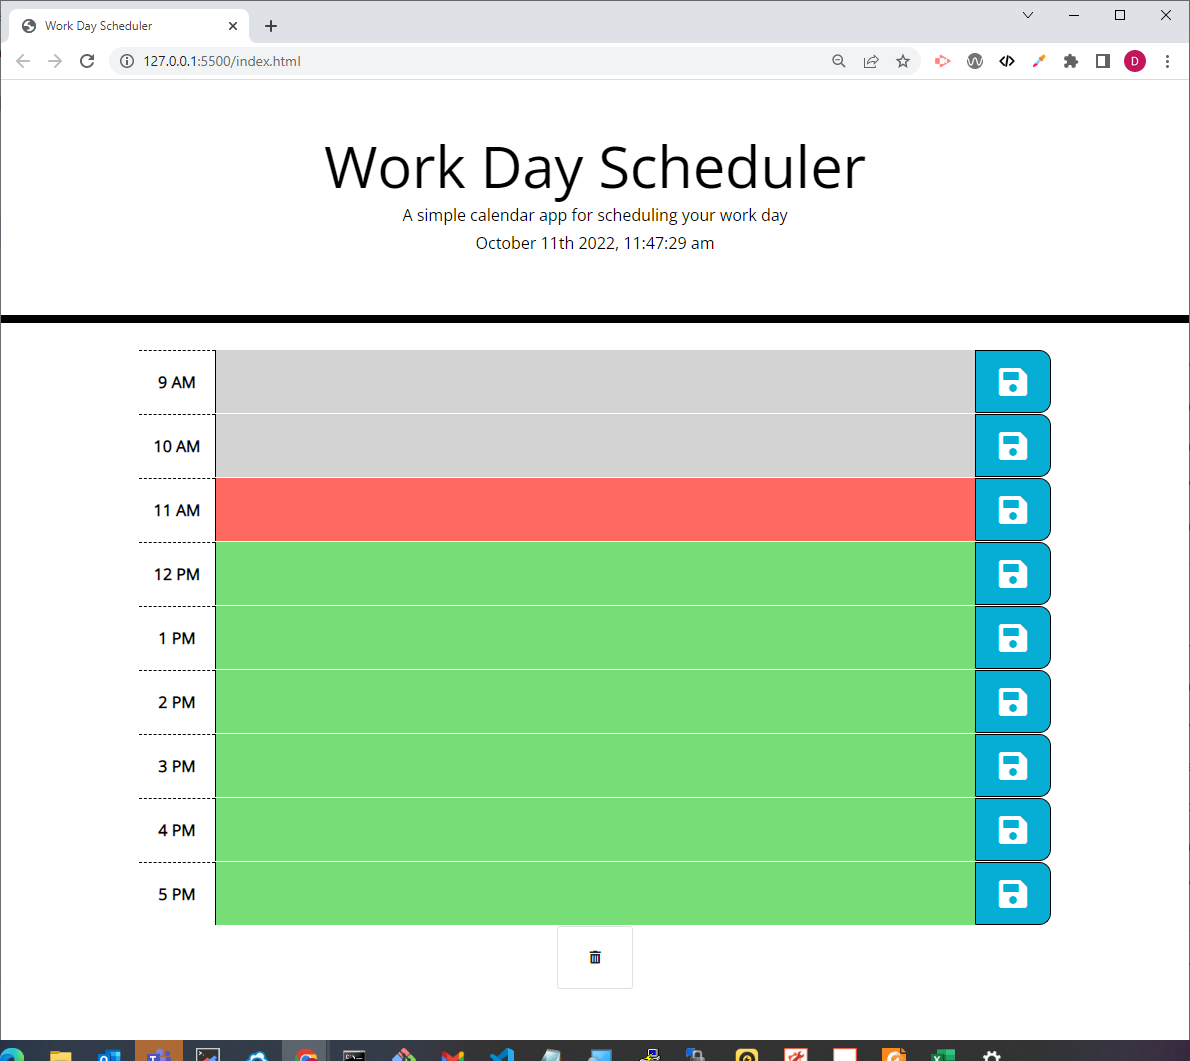 Work Day Scheduler
127.0.0.1:5500/index.html
D
Work Day Scheduler
A simple calendar app for scheduling your work day
October 11th 2022, 11:47:29 am
9 AM
10 AM
11 AM
12 PM
1 PM
2 PM
3 PM
4 PM
5 PM